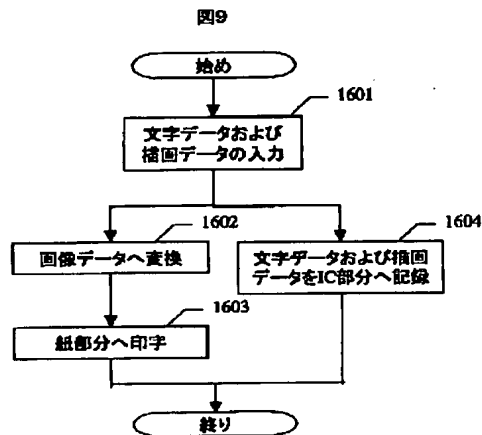 図9
始め
1601
文字データおよび
描画データの入力
1602
画像データへ変換
1604
文字データおよび描画
データをIC部分へ記録
1603
紙部分へ印字
終り